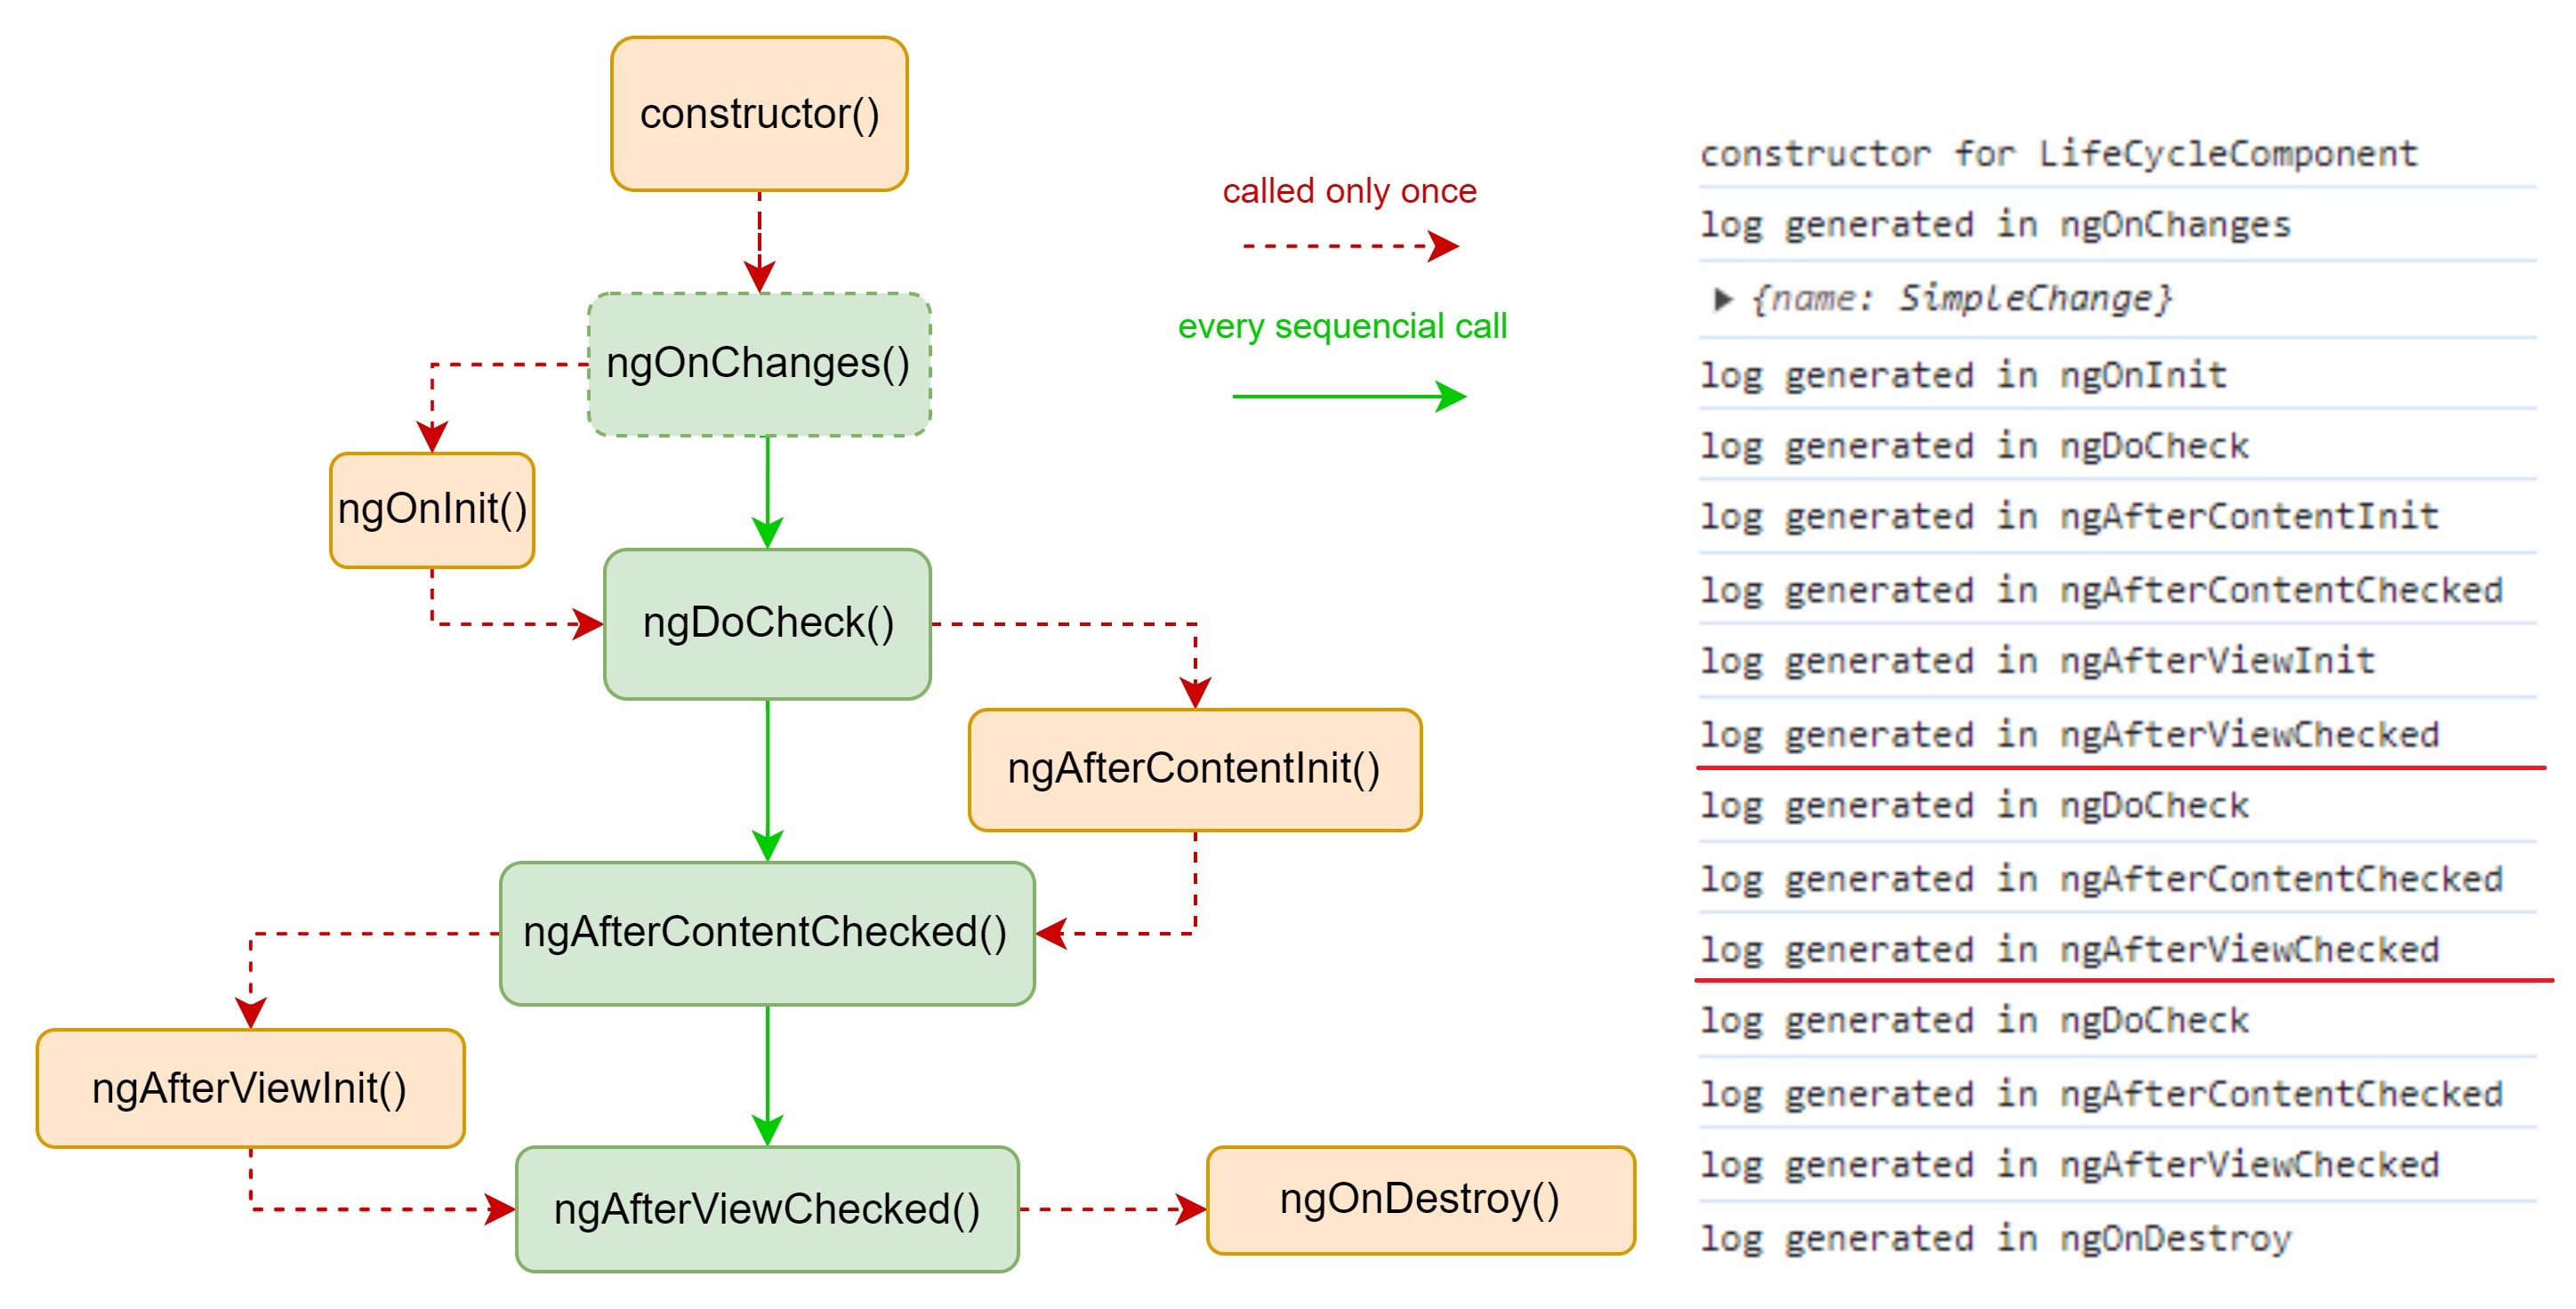 constructor()
called only once
every sequencial call
ngOnChanges()
ngOnInit()
ngDoCheck()
ngAfterContentInit()
ngAfterContentChecked()
ngAfterViewInit()
ngAfterViewChecked()
ngOnDestroy()
constructor for LifeCycleComponent
log generated in ngOnChanges
▶ {name: SimpleChange}
log generated in ngOnInit
log generated in ngDoCheck
log generated in ngAfterContentInit
log generated in ngAfterContentChecked
log generated in ngAfterViewInit
log generated in ngAfterViewChecked
log generated in ngDoCheck
log generated in ngAfterContentChecked
log generated in ngAfterViewChecked
log generated in ngDoCheck
log generated in ngAfterContentChecked
log generated in ngAfterViewChecked
log generated in ngOnDestroy